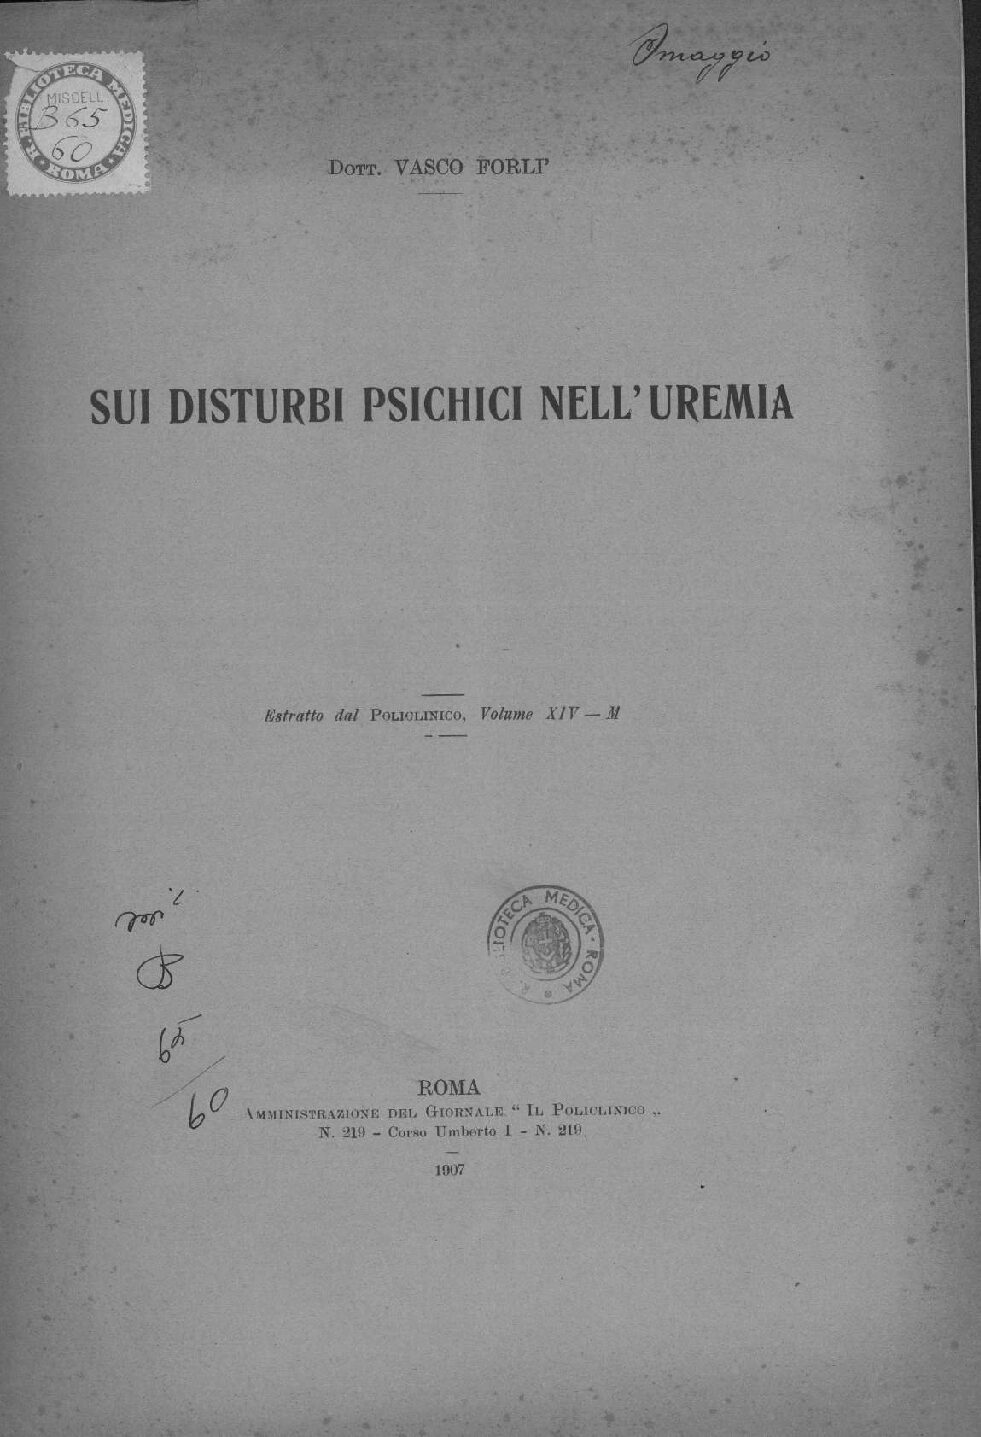 Omaggio
R. BIBLIOTECA MEDICA
ROMA
MISCELL
B 65
60
DOTT. VASCO FORLI'
SUI DISTURBI PSICHICI NELL'UREMIA
Estratto dal POLICLINICO, Volume XIV — M
BIBLIOTECA MEDICA · ROMA
B
65
60
ROMA
AMMINISTRAZIONE DEL GIORNALE “ IL POLICLINICO „
N. 219 - Corso Umberto I - N. 219
1907